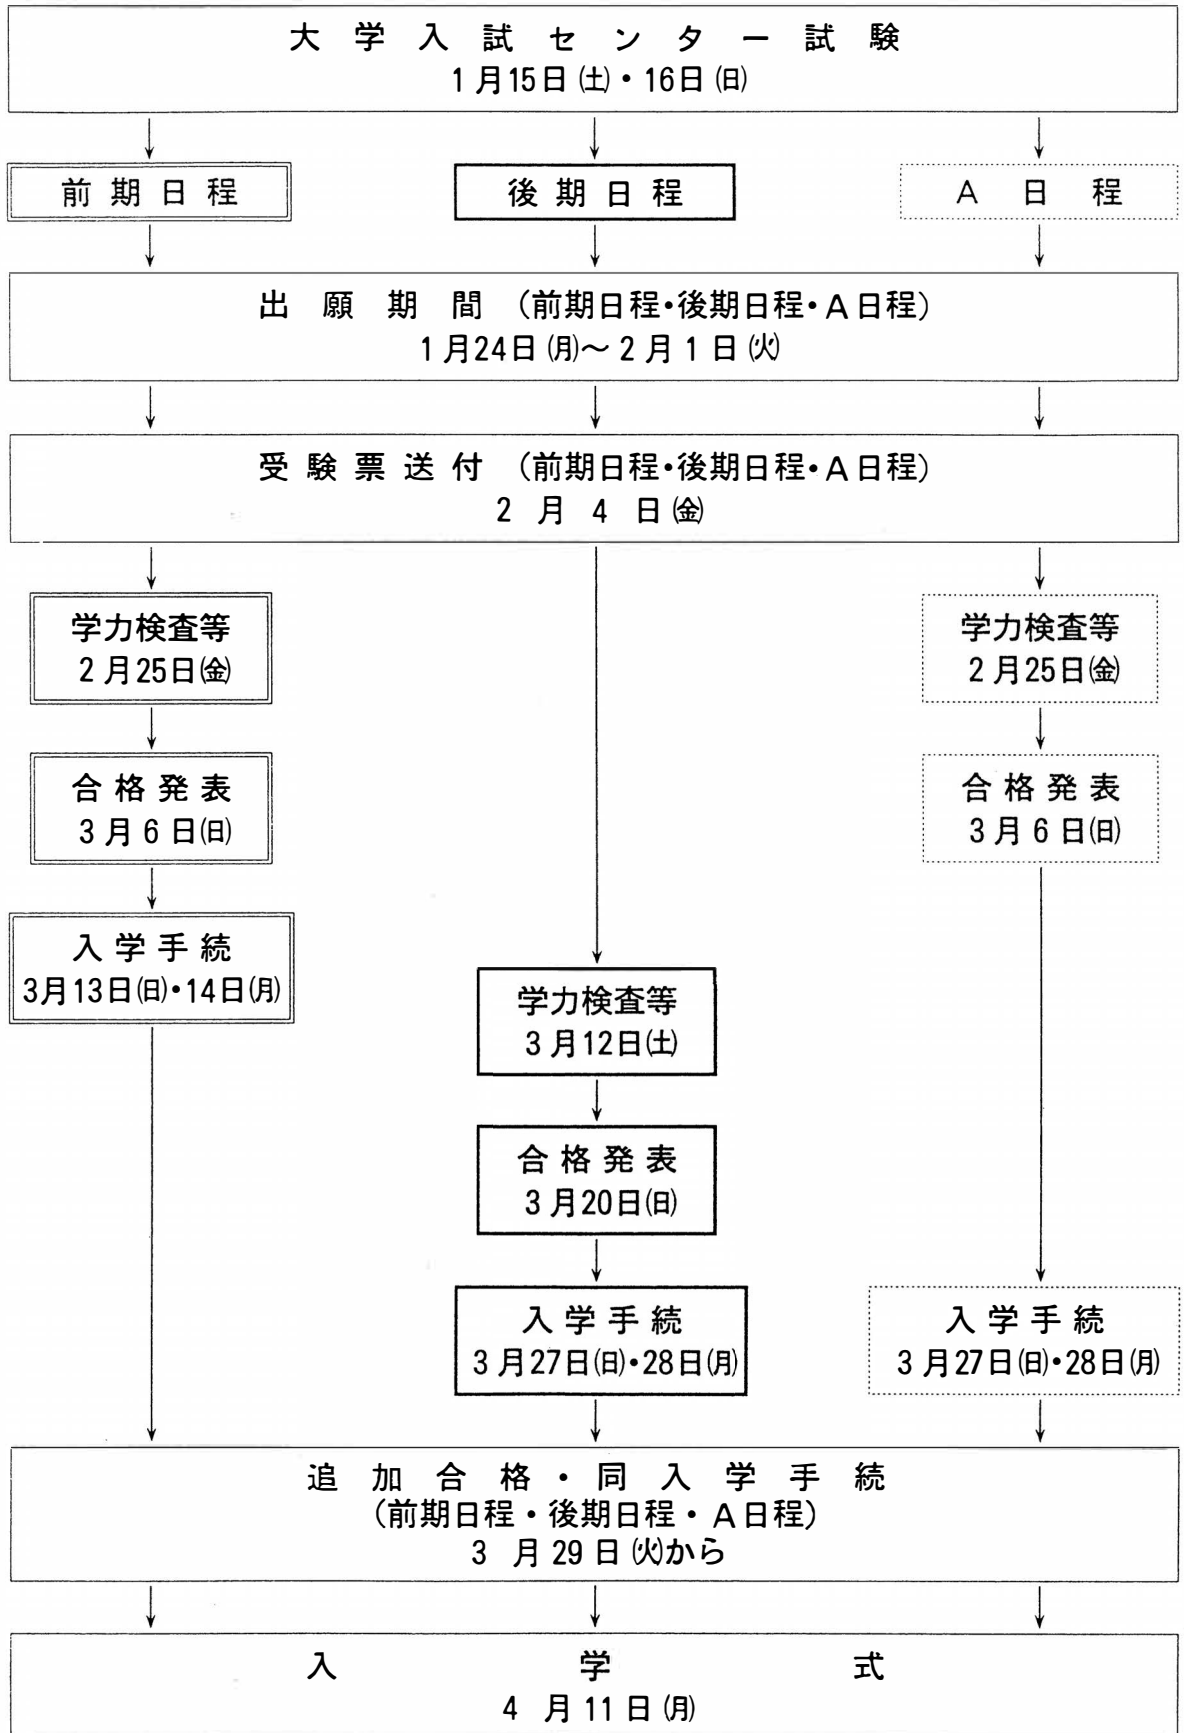 大学入試センター試験
1月15日(土)・16日(日)
前期日程
後期日程
A日程
出願期間(前期日程・後期日程・A日程)
1月24日(月)～2月1日(火)
受験票送付(前期日程・後期日程・A日程)
2月4日(金)
学力検査等
2月25日(金)
学力検査等
2月25日(金)
合格発表
3月6日(日)
合格発表
3月6日(日)
入学手続
3月13日(日)・14日(月)
学力検査等
3月12日(土)
合格発表
3月20日(日)
入学手続
3月27日(日)・28日(月)
入学手続
3月27日(日)・28日(月)
追加合格・同入学手続
(前期日程・後期日程・A日程)
3月29日(火)から
入学式
4月11日(月)